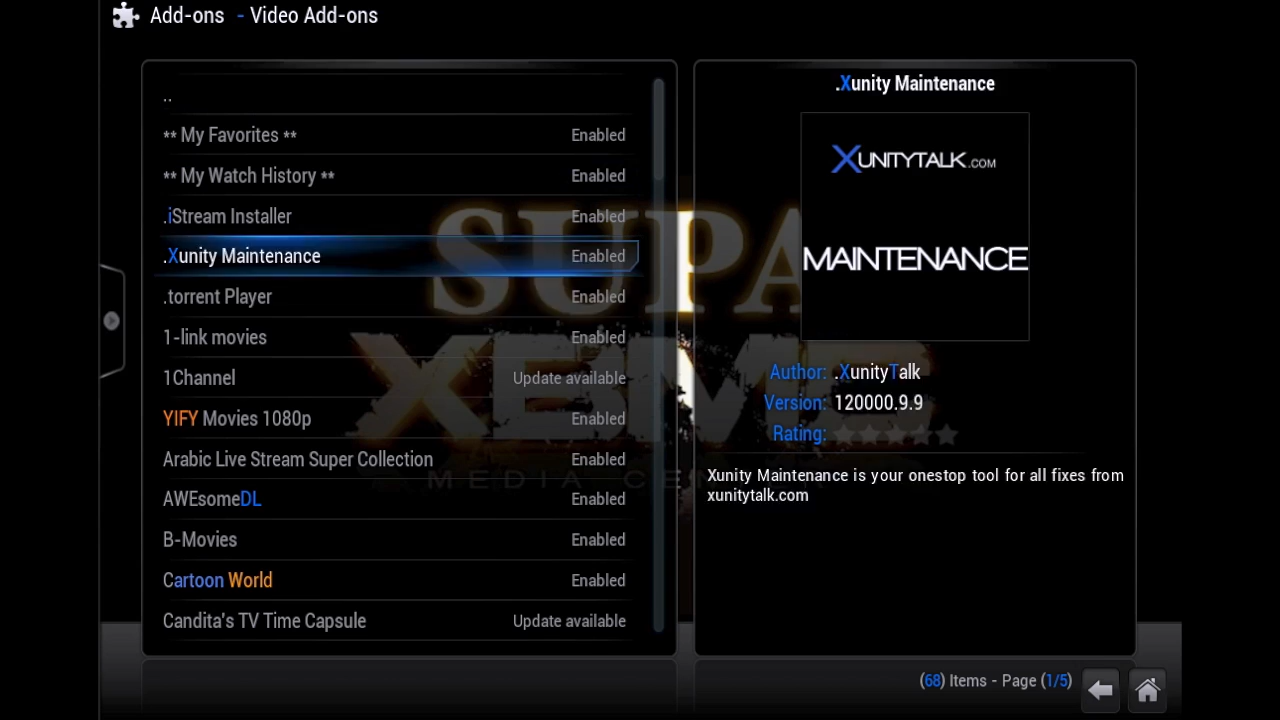 Add-ons - Video Add-ons
..
** My Favorites ** Enabled
** My Watch History ** Enabled
.iStream Installer Enabled
.Xunity Maintenance Enabled
.torrent Player Enabled
1-link movies Enabled
1Channel Update available
YIFY Movies 1080p Enabled
Arabic Live Stream Super Collection Enabled
AWEsomeDL Enabled
B-Movies Enabled
Cartoon World Enabled
Candita's TV Time Capsule Update available
SUPA
XBMC
MEDIA CE
.Xunity Maintenance
XUNITYTALK.COM
MAINTENANCE
Author: .XunityTalk
Version: 120000.9.9
Rating:
Xunity Maintenance is your onestop tool for all fixes from
xunitytalk.com
(68) Items - Page (1/5)